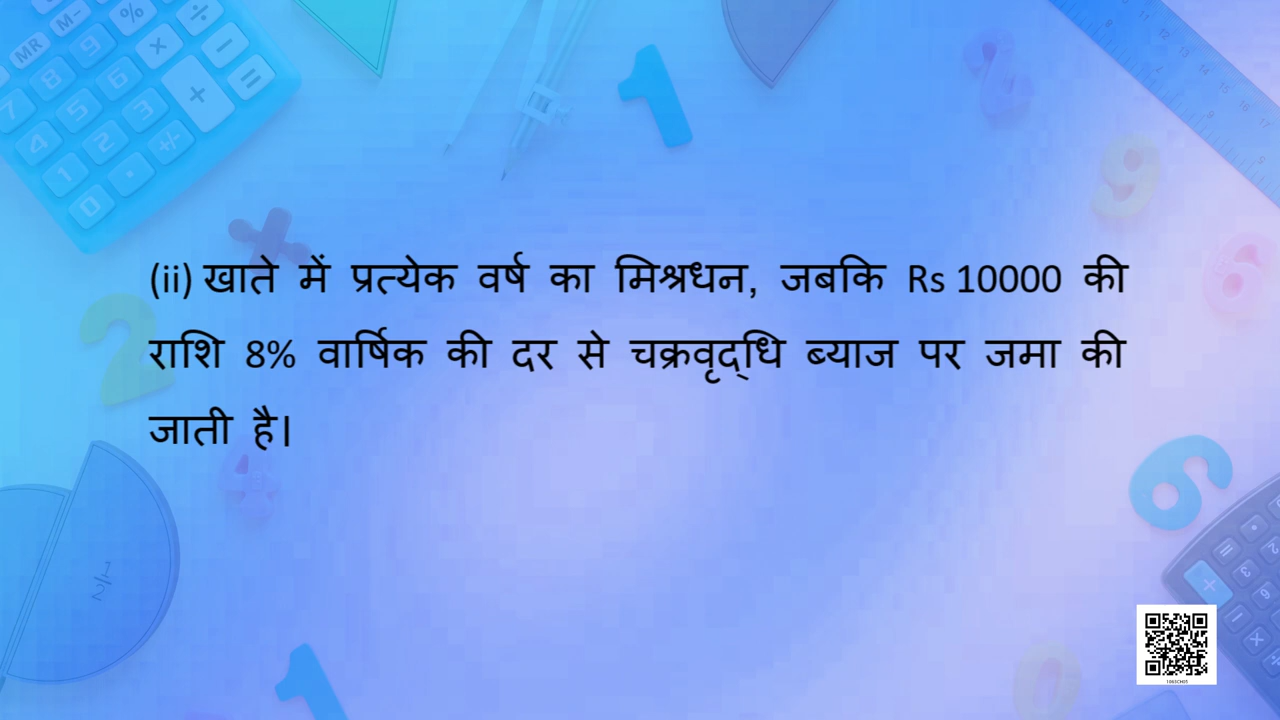 (ii) खाते में प्रत्येक वर्ष का मिश्रधन, जबकि Rs 10000 की
राशि 8% वार्षिक की दर से चक्रवृद्धि ब्याज पर जमा की
जाती है।